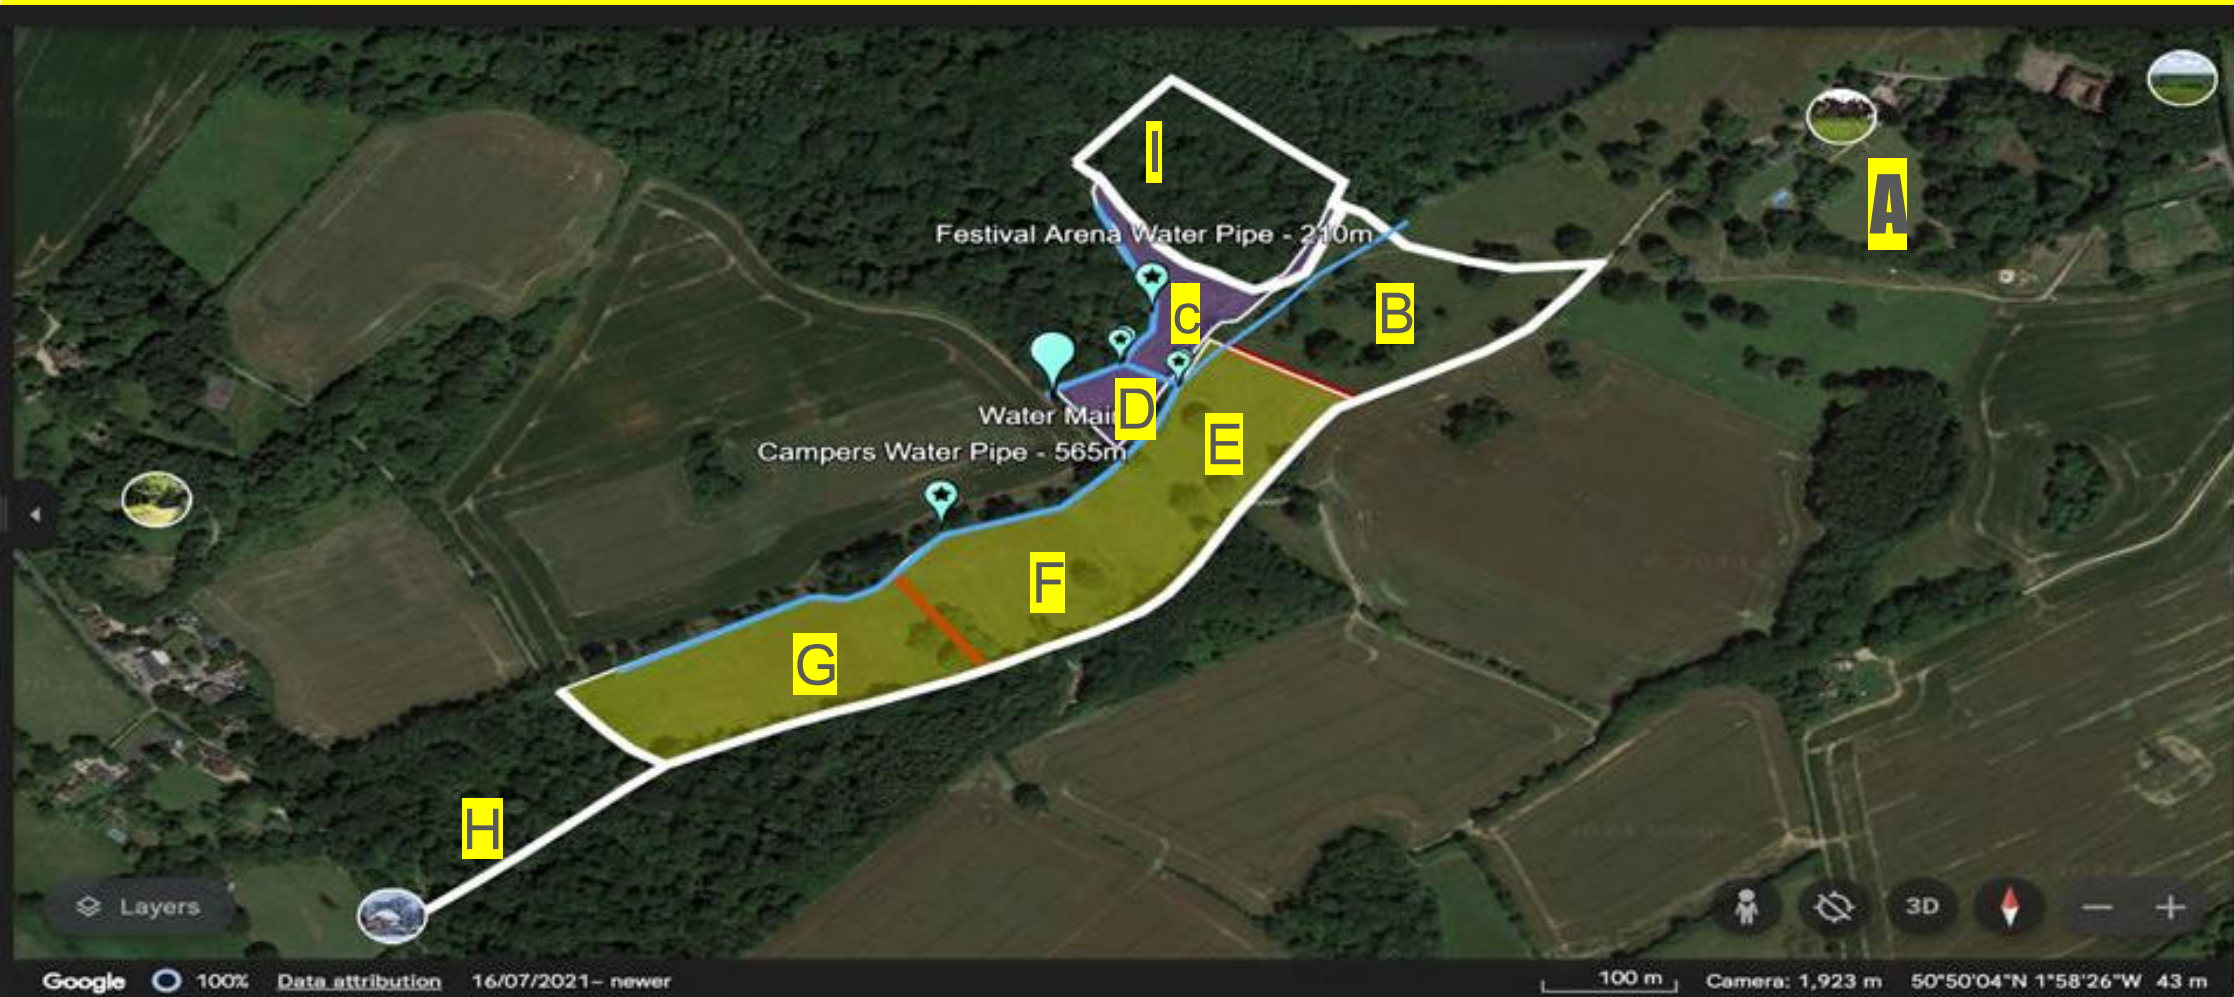 I
A
Festival Arena Water Pipe - 210m
c
B
D
Water Mai
Campers Water Pipe - 565m
E
F
G
H
Layers
3D
Google 100% Data attribution 16/07/2021– newer 100 m Camera: 1,923 m 50°50'04"N 1°58'26"W 43 m